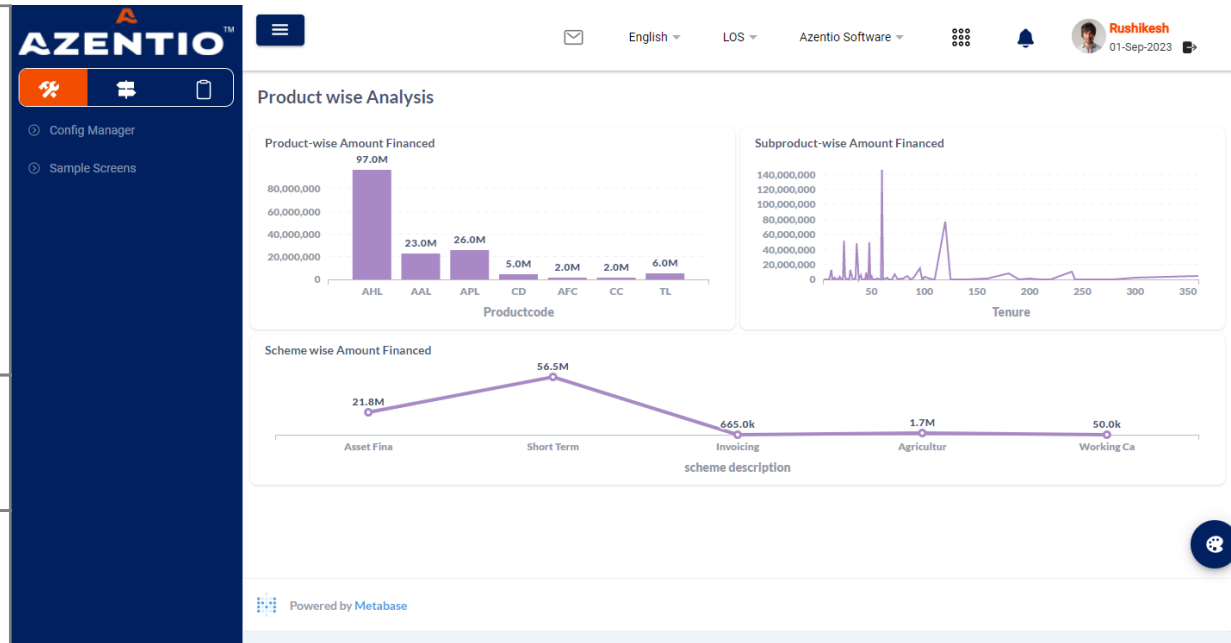 AZENTIO™
English
LOS
Azentio Software
Rushikesh
01-Sep-2023
Config Manager
Sample Screens
Product wise Analysis
Product-wise Amount Financed
97.0M
80,000,000
60,000,000
40,000,000
20,000,000
0
23.0M
26.0M
5.0M
2.0M
2.0M
6.0M
AHL AAL APL CD AFC CC TL
Productcode
Subproduct-wise Amount Financed
140,000,000
120,000,000
100,000,000
80,000,000
60,000,000
40,000,000
20,000,000
0
50 100 150 200 250 300 350
Tenure
Scheme wise Amount Financed
21.8M
56.5M
665.0k
1.7M
50.0k
Asset Fina Short Term Invoicing Agricultur Working Ca
scheme description
Powered by Metabase